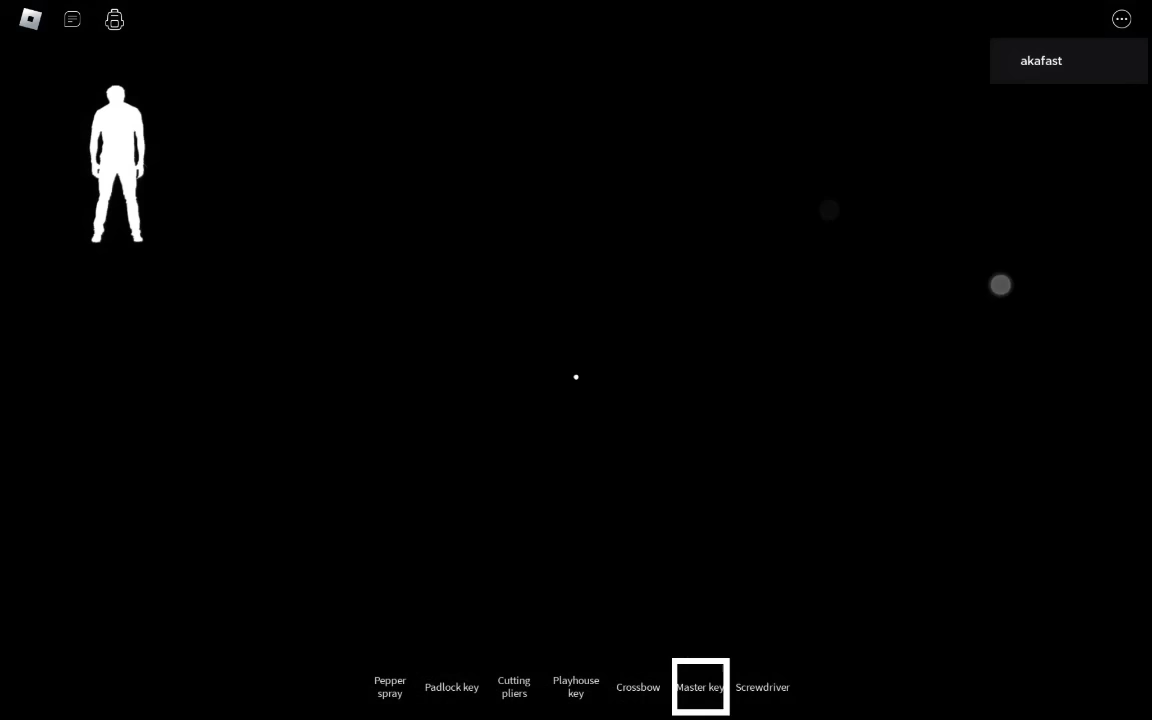 akafast
Pepper
spray
Padlock key
Cutting
pliers
Playhouse
key
Crossbow
Master key
Screwdriver